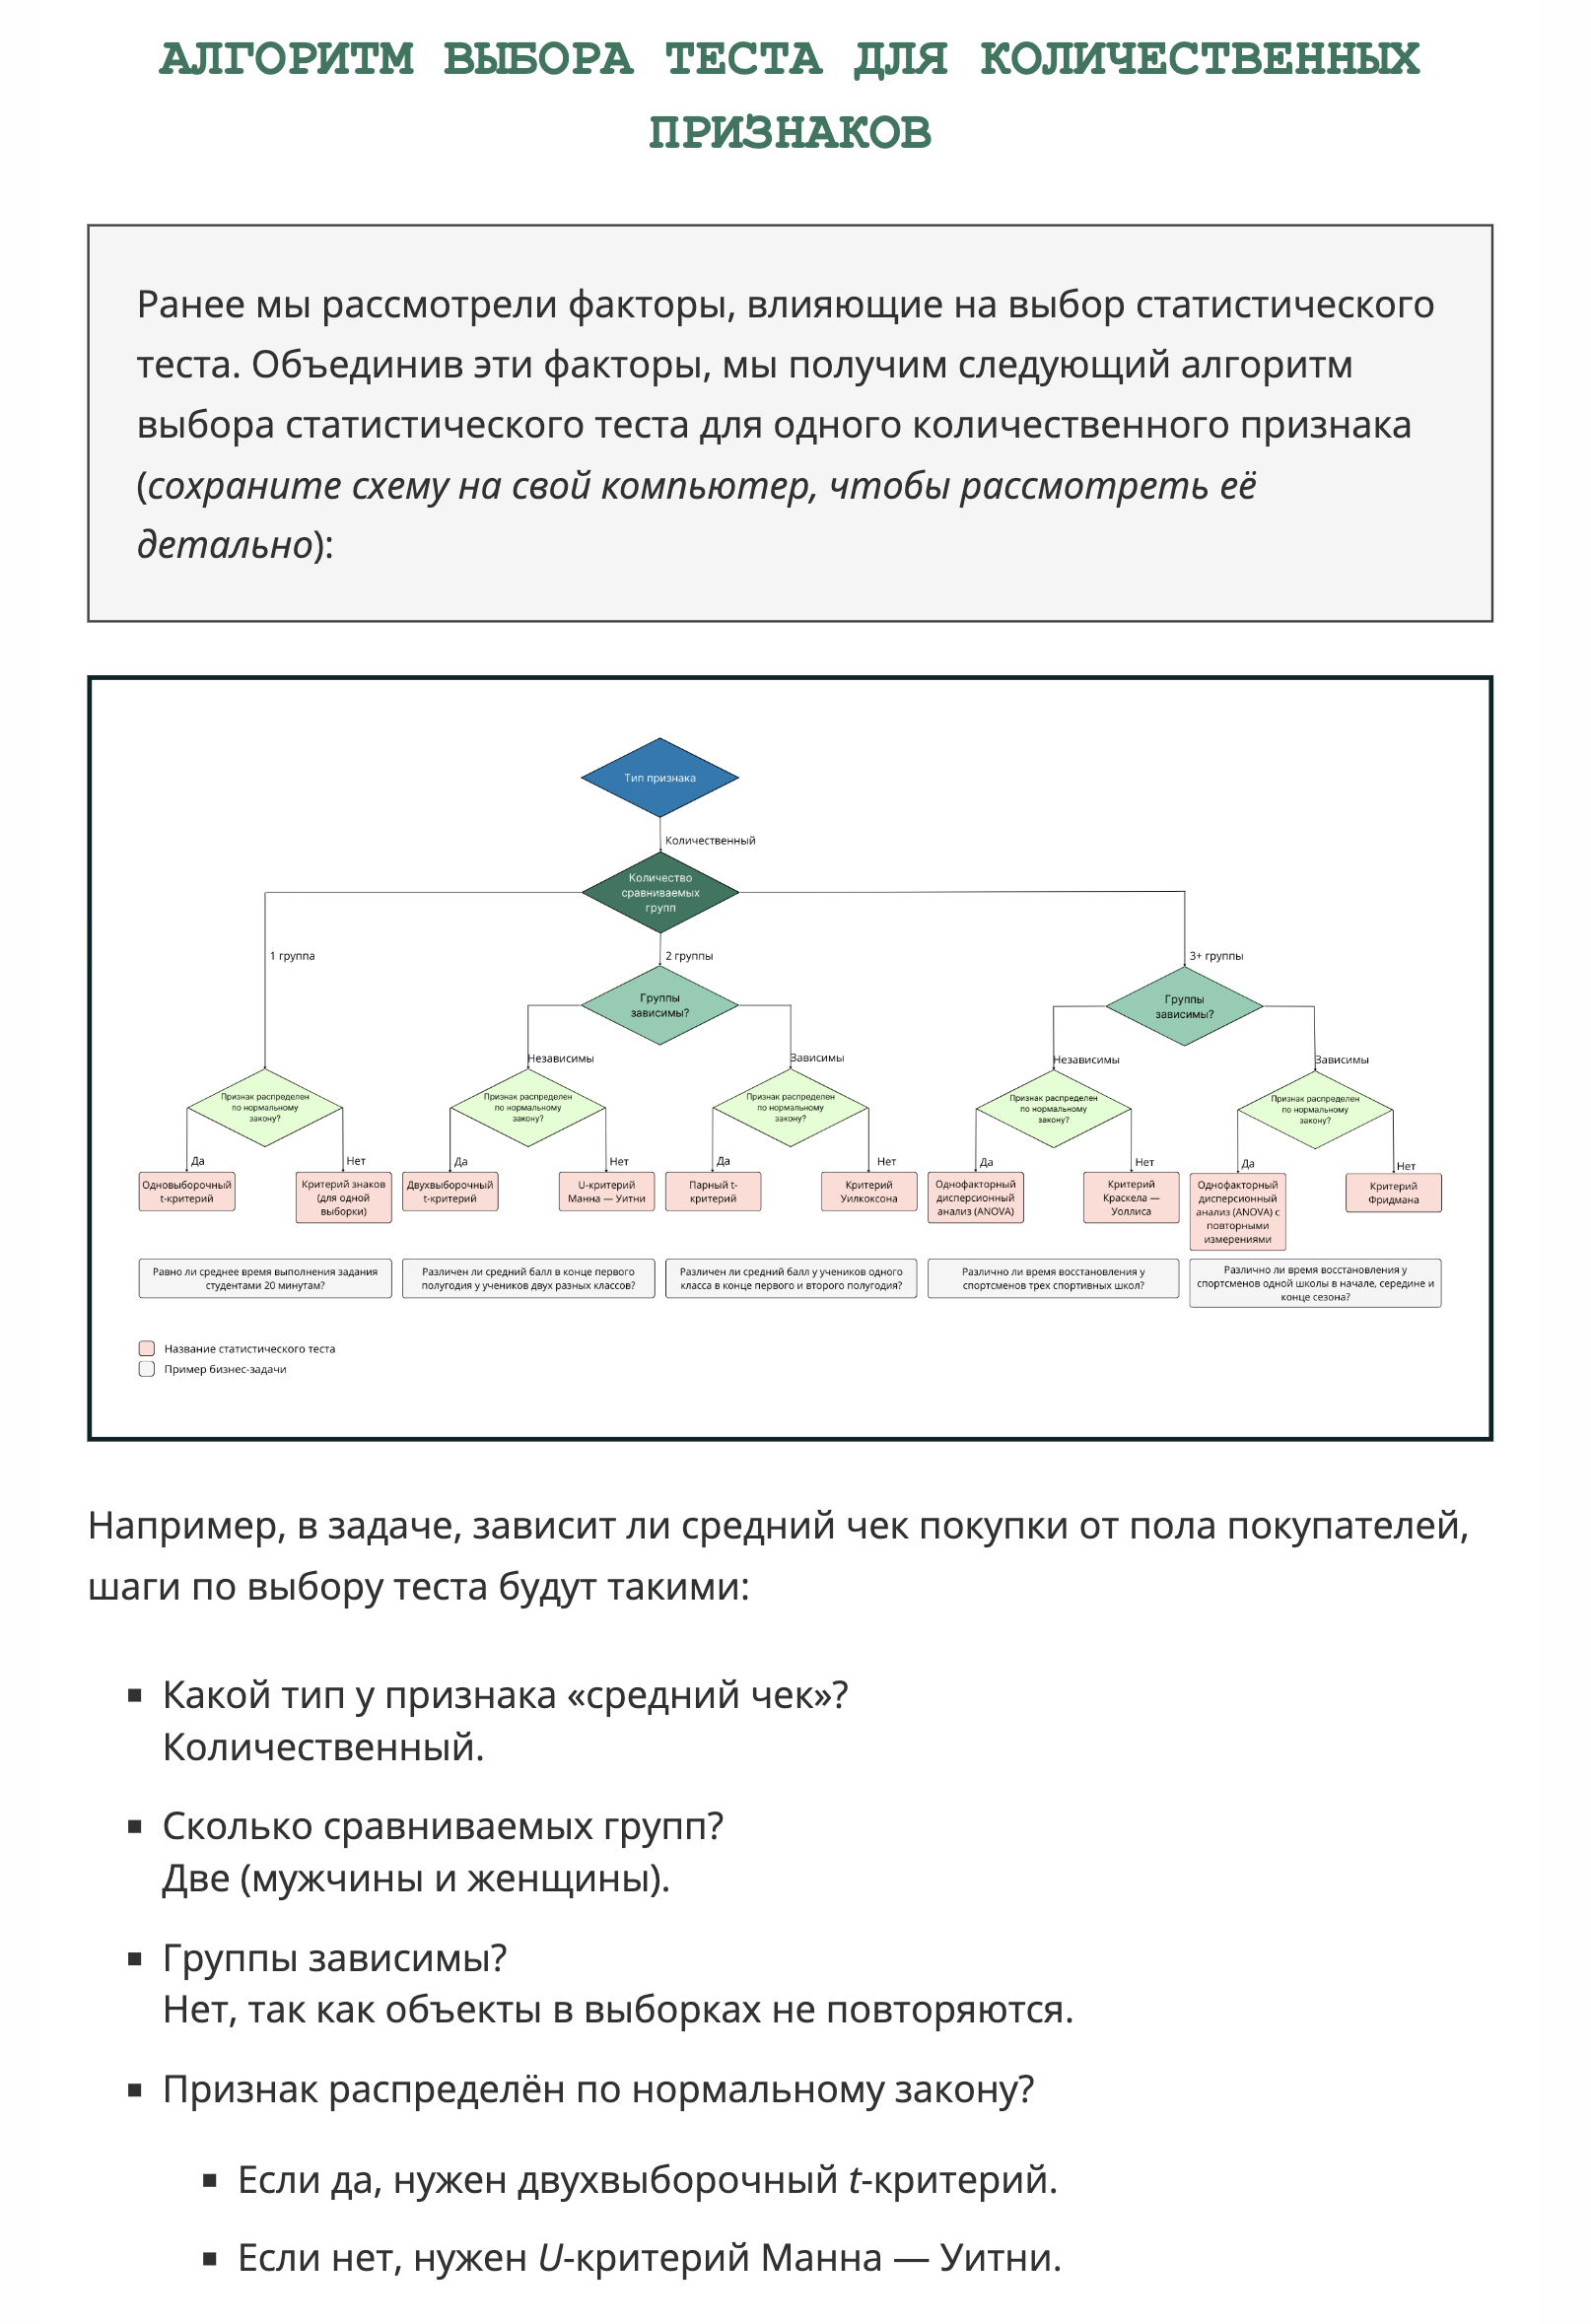 АЛГОРИТМ ВЫБОРА ТЕСТА ДЛЯ КОЛИЧЕСТВЕННЫХ
ПРИЗНАКОВ
Ранее мы рассмотрели факторы, влияющие на выбор статистического
теста. Объединив эти факторы, мы получим следующий алгоритм
выбора статистического теста для одного количественного признака
(сохраните схему на свой компьютер, чтобы рассмотреть её
детально):
Тип признака
Количественный
Количество
сравниваемых
групп
1 группа
2 группы
3+ группы
Группы
зависимы?
Группы
зависимы?
Независимы
Зависимы
Независимы
Зависимы
Признак распределен
по нормальному
закону?
Признак распределен
по нормальному
закону?
Признак распределен
по нормальному
закону?
Признак распределен
по нормальному
закону?
Признак распределен
по нормальному
закону?
Да
Нет
Да
Нет
Да
Нет
Да
Нет
Да
Нет
Одновыборочный
t-критерий
Критерий знаков
(для одной
выборки)
Двухвыборочный
t-критерий
U-критерий
Манна — Уитни
Парный t-
критерий
Критерий
Уилкоксона
Однофакторный
дисперсионный
анализ (ANOVA)
Критерий
Краскела —
Уоллиса
Однофакторный
дисперсионный
анализ (ANOVA) с
повторными
измерениями
Критерий
Фридмана
Равно ли среднее время выполнения задания
студентами 20 минутам?
Различен ли средний балл в конце первого
полугодия у учеников двух разных классов?
Различен ли средний балл у учеников одного
класса в конце первого и второго полугодия?
Различно ли время восстановления у
спортсменов трех спортивных школ?
Различно ли время восстановления у
спортсменов одной школы в начале, середине и
конце сезона?
Название статистического теста
Пример бизнес-задачи
Например, в задаче, зависит ли средний чек покупки от пола покупателей,
шаги по выбору теста будут такими:
Какой тип у признака «средний чек»?
Количественный.
Сколько сравниваемых групп?
Две (мужчины и женщины).
Группы зависимы?
Нет, так как объекты в выборках не повторяются.
Признак распределён по нормальному закону?
Если да, нужен двухвыборочный t-критерий.
Если нет, нужен U-критерий Манна — Уитни.